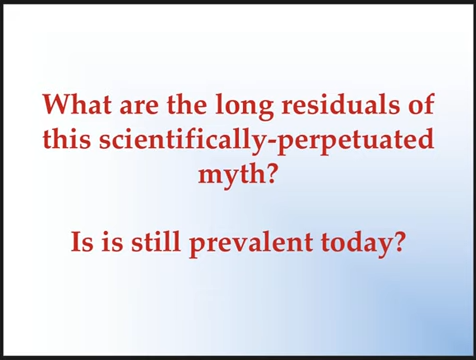 What are the long residuals of
this scientifically-perpetuated
myth?
Is is still prevalent today?